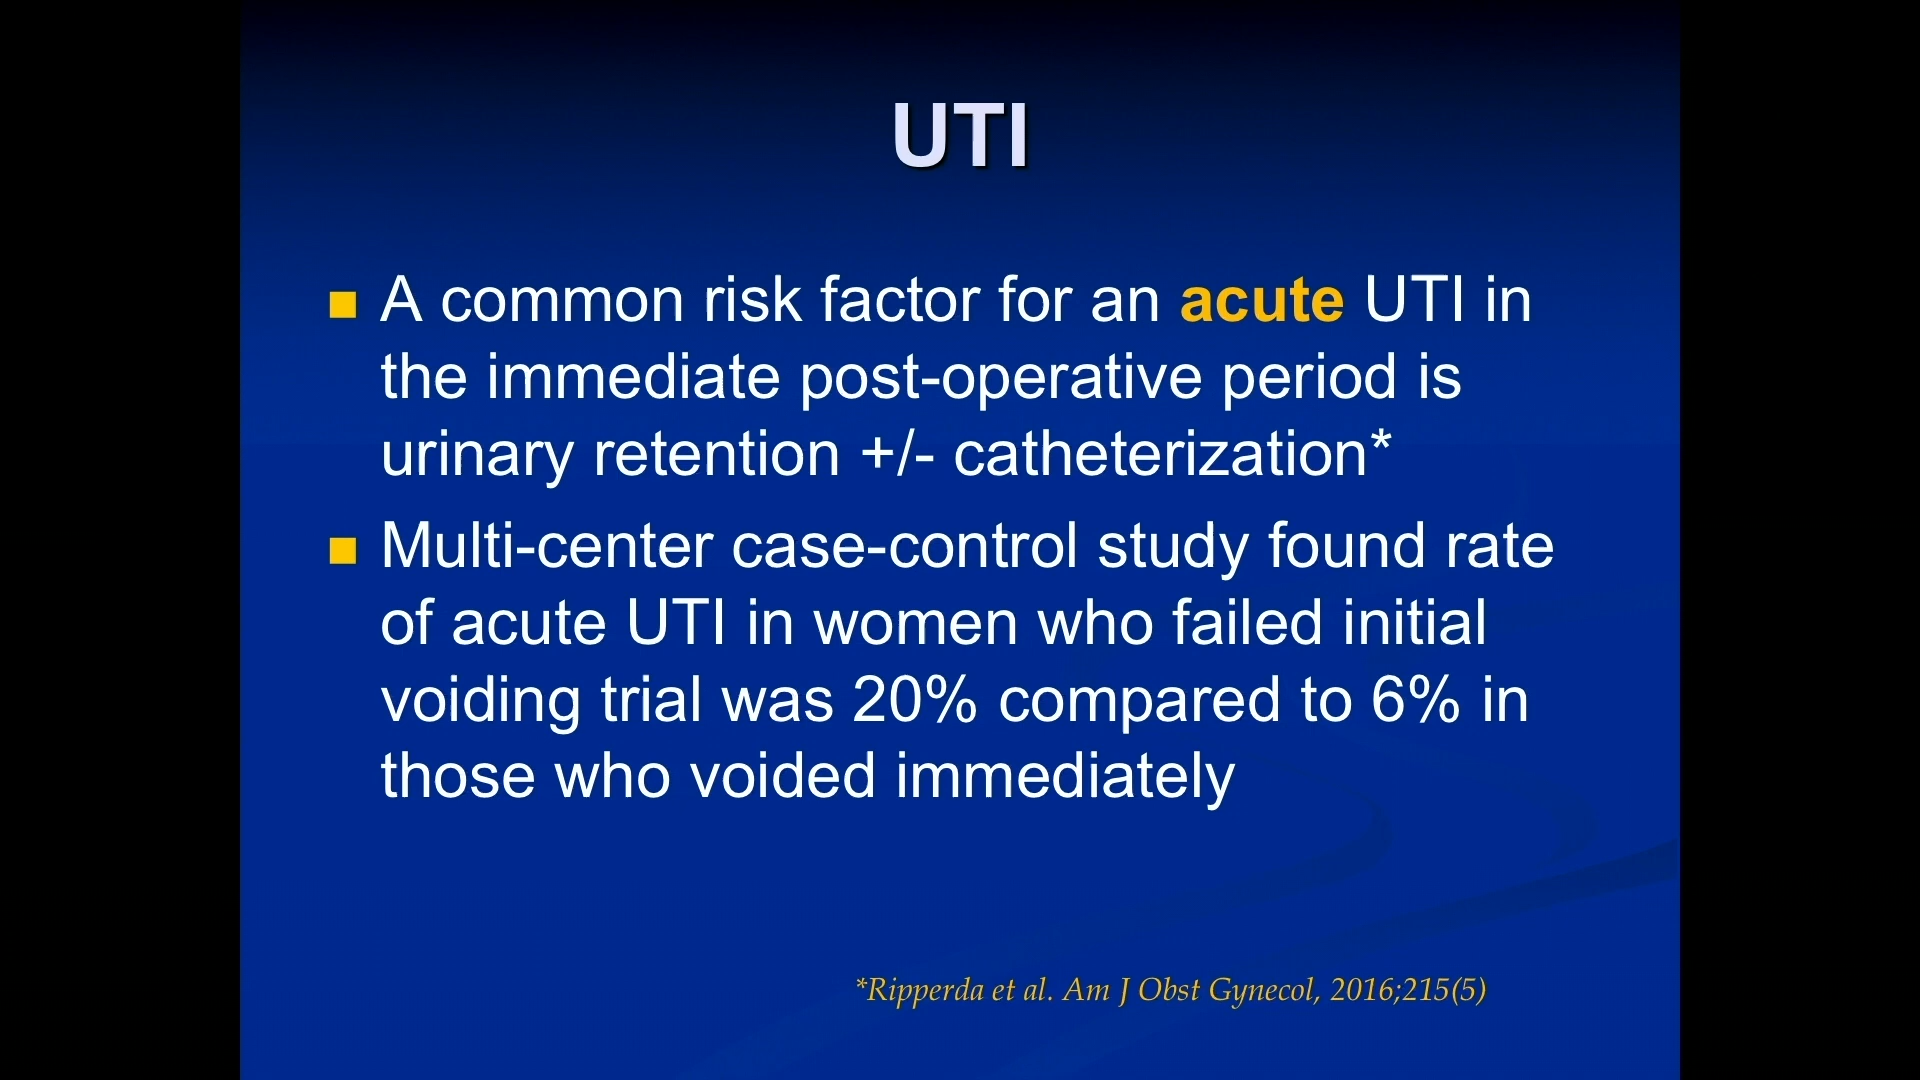 UTI
A common risk factor for an acute UTI in
the immediate post-operative period is
urinary retention +/- catheterization*
Multi-center case-control study found rate
of acute UTI in women who failed initial
voiding trial was 20% compared to 6% in
those who voided immediately
*Ripperda et al. Am J Obst Gynecol, 2016;215(5)